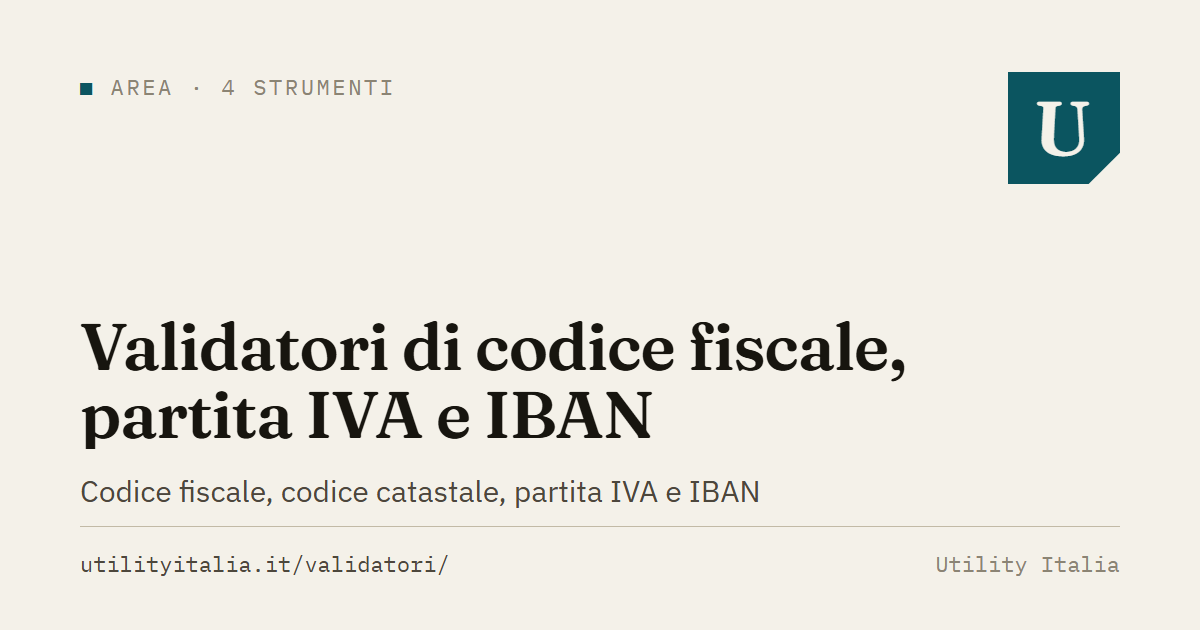 AREA · 4 STRUMENTI
U
Validatori di codice fiscale,
partita IVA e IBAN
Codice fiscale, codice catastale, partita IVA e IBAN
utilityitalia.it/validatori/
Utility Italia